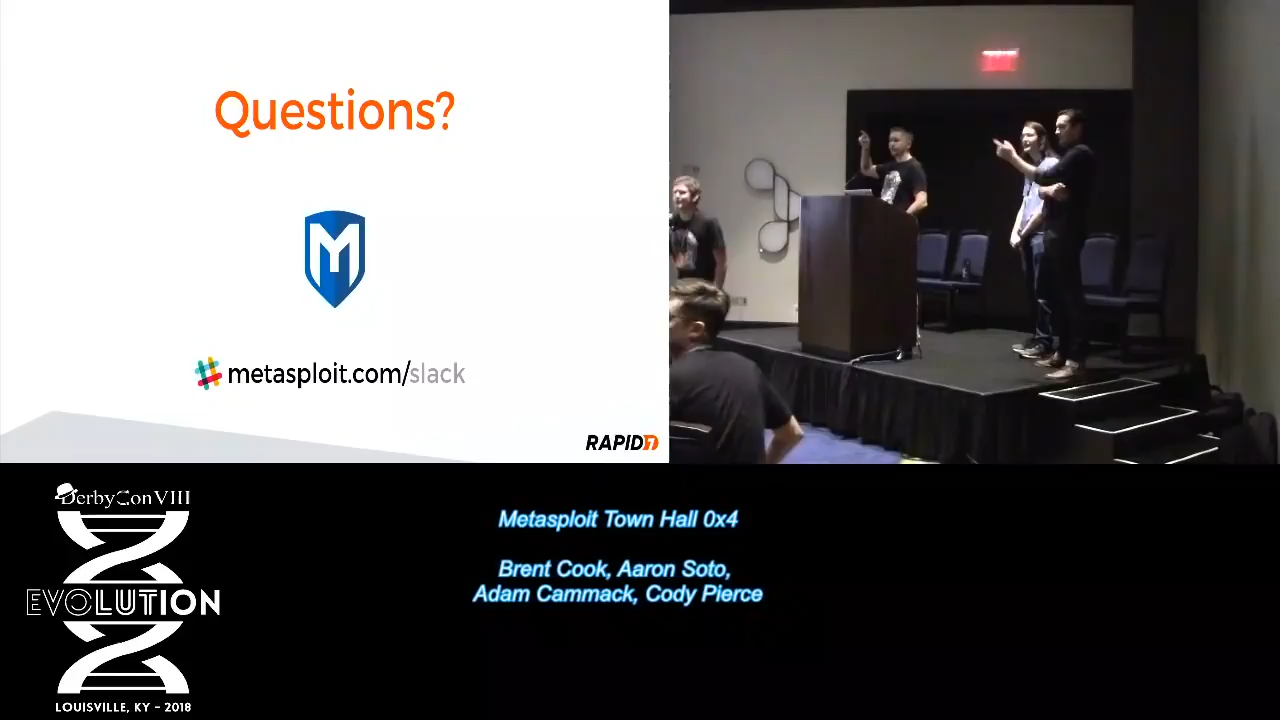 Questions?
M
metasploit.com/slack
RAPID7
DerbyCon VIII
EVOLUTION
LOUISVILLE, KY - 2018
Metasploit Town Hall 0x4
Brent Cook, Aaron Soto,
Adam Cammack, Cody Pierce